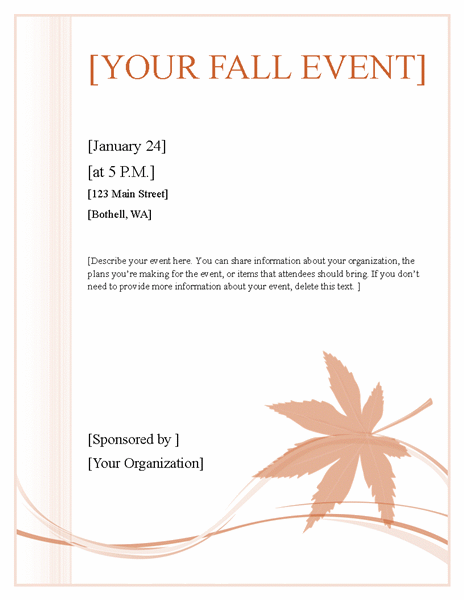 [YOUR FALL EVENT]
[January 24]
[at 5 P.M.]
[123 Main Street]
[Bothell, WA]
[Describe your event here. You can share information about your organization, the
plans you’re making for the event, or items that attendees should bring. If you don’t
need to provide more information about your event, delete this text. ]
[Sponsored by ]
[Your Organization]